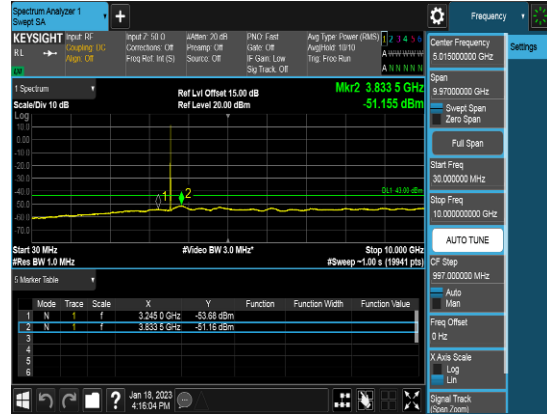 Spectrum Analyzer 1
Swept SA
+
Frequency
KEYSIGHT Input: RF Input Z: 50 Ω #Atten: 20 dB PNO: Fast Avg Type: Power (RMS) 1 2 3 4 5 6
RL Coupling: DC Corrections: Off Preamp: Off Gate: Off Avg|Hold: 10/10 A W W W W W
Align: Off Freq Ref: Int (S) Source: Off IF Gain: Low Trig: Free Run
Sig Track: Off A N N N N N
1 Spectrum
Ref Lvl Offset 15.00 dB
Mkr2 3.833 5 GHz
Scale/Div 10 dB
Ref Level 20.00 dBm
-51.155 dBm
Log
10.0
0.00
-10.0
-20.0
-30.0
-40.0
DL1 -43.00 dBm
1
2
-50.0
-60.0
-70.0
Start 30 MHz #Video BW 3.0 MHz* Stop 10.000 GHz
#Res BW 1.0 MHz #Sweep ~1.00 s (19941 pts)
5 Marker Table
Mode Trace Scale X Y Function Function Width Function Value
1 N 1 f 3.245 0 GHz -53.68 dBm
2 N 1 f 3.833 5 GHz -51.16 dBm
3
4
5
6
Center Frequency
5.015000000 GHz
Settings
Span
9.97000000 GHz
Swept Span
Zero Span
Full Span
Start Freq
30.000000 MHz
Stop Freq
10.000000000 GHz
AUTO TUNE
CF Step
997.000000 MHz
Auto
Man
Freq Offset
0 Hz
X Axis Scale
Log
Lin
Signal Track
(Span Zoom)
?
Jan 18, 2023
4:16:04 PM